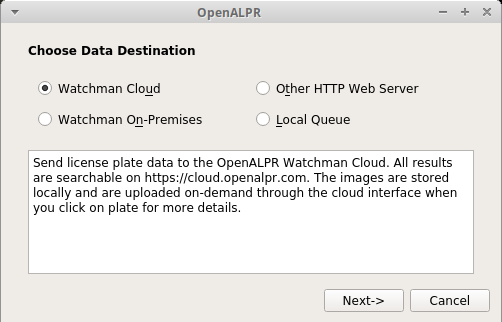 OpenALPR
Choose Data Destination
Watchman Cloud
Other HTTP Web Server
Watchman On-Premises
Local Queue
Send license plate data to the OpenALPR Watchman Cloud. All results
are searchable on https://cloud.openalpr.com. The images are stored
locally and are uploaded on-demand through the cloud interface when
you click on plate for more details.
Next->
Cancel